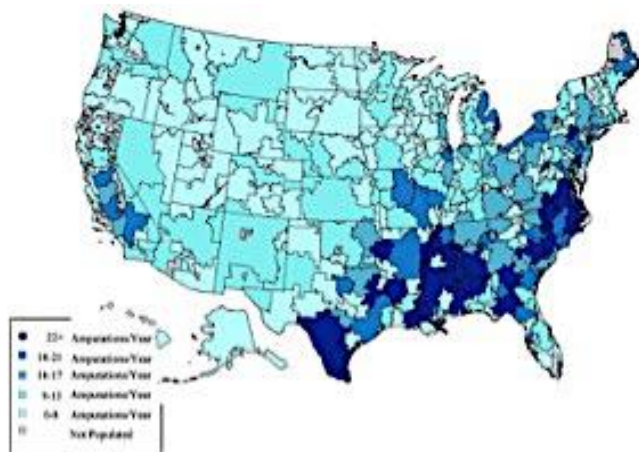 22+ Amputations/Year
18-21 Amputations/Year
14-17 Amputations/Year
9-13 Amputations/Year
0-8 Amputations/Year
Not Populated